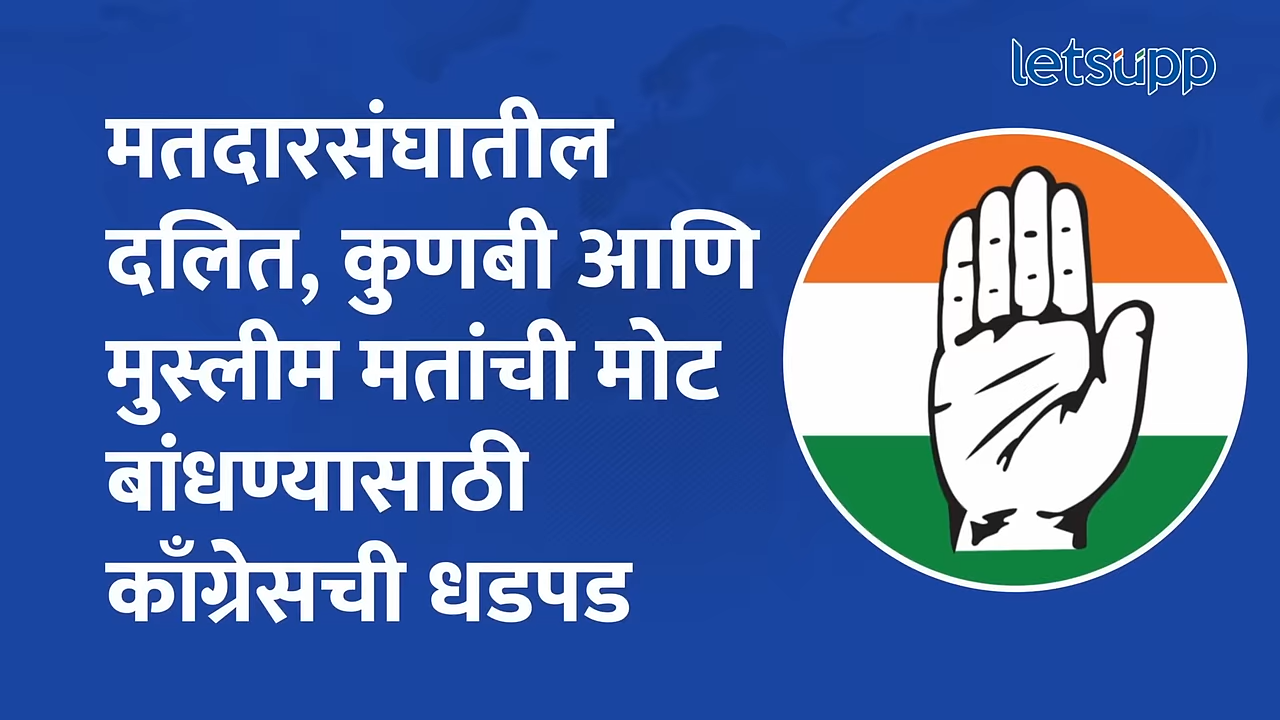 letsupp
मतदारसंघातील
दलित, कुणबी आणि
मुस्लीम मतांची मोट
बांधण्यासाठी
काँग्रेसची धडपड